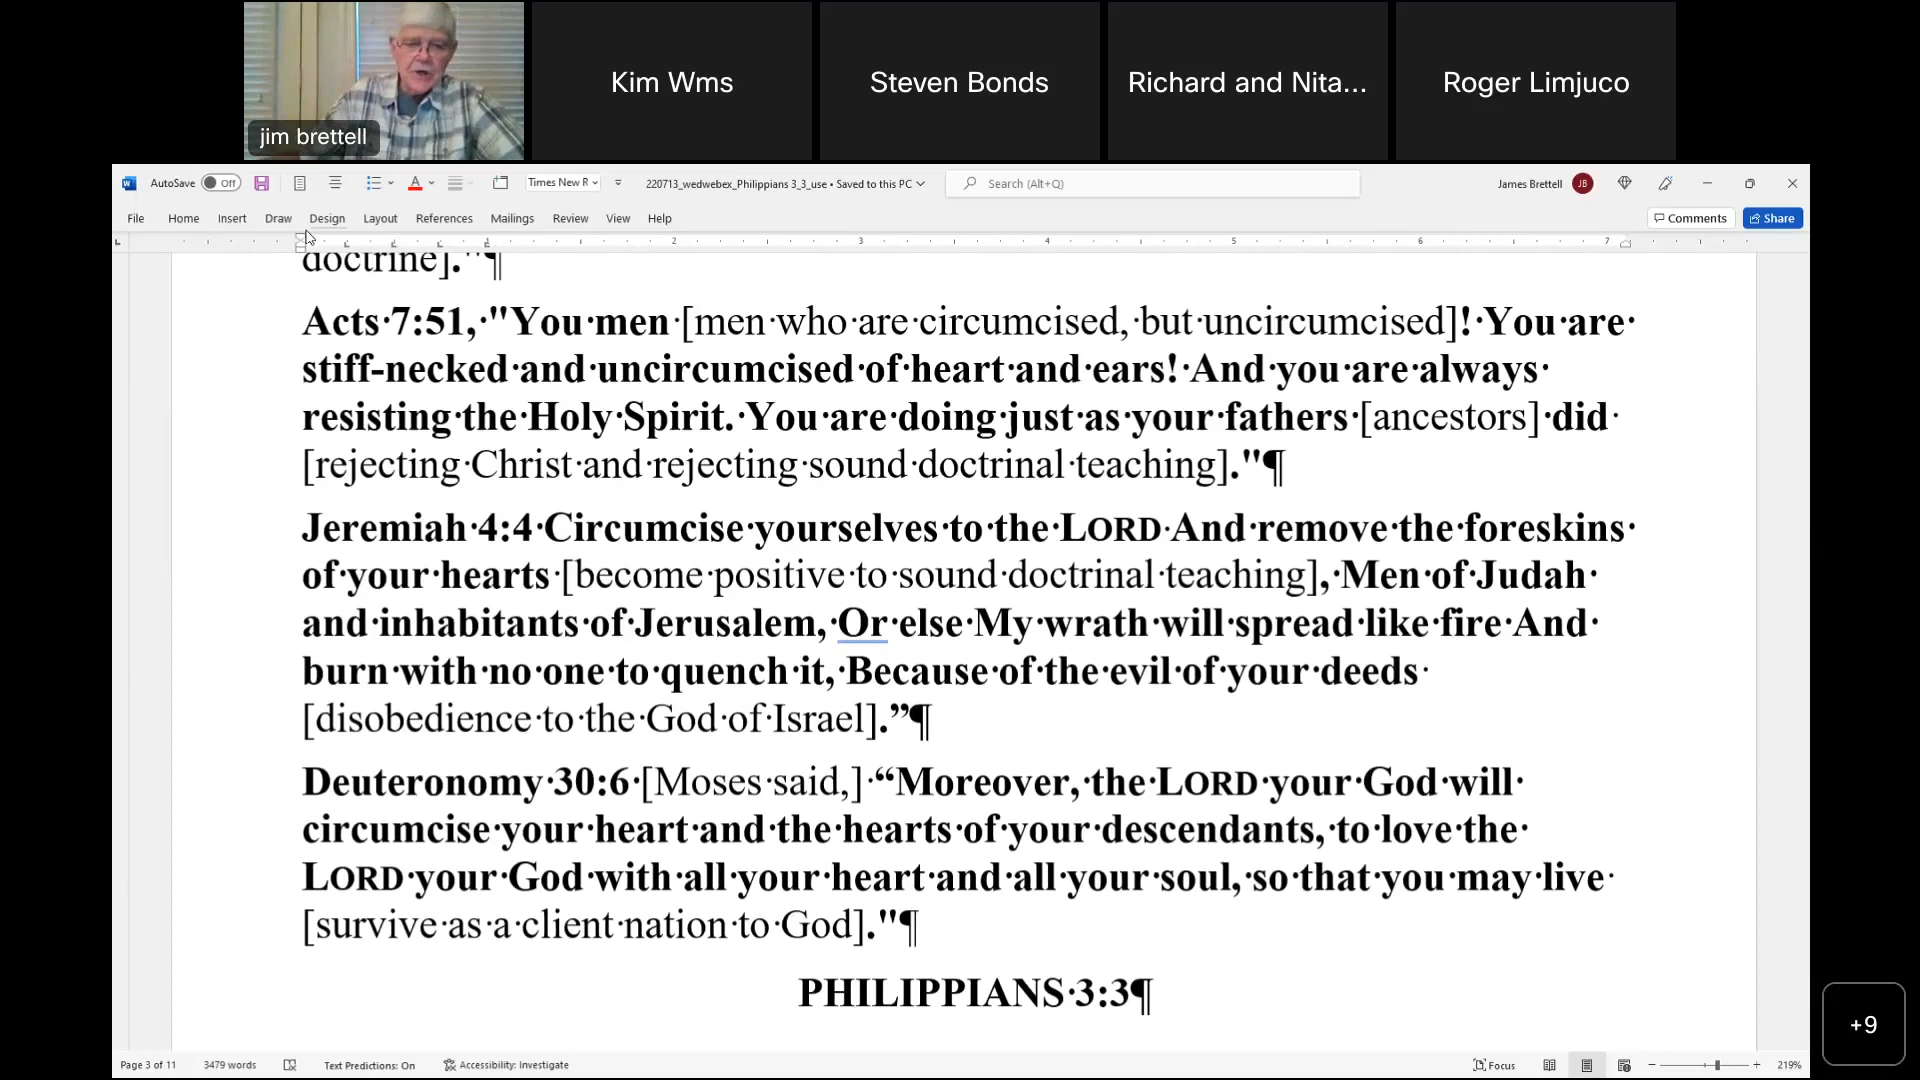 Kim Wms
Steven Bonds
Richard and Nita...
Roger Limjuco
jim brettell
AutoSave Off
Times New R
220713_wedwebex_Philippians 3_3_use • Saved to this PC
Search (Alt+Q)
James Brettell JB
File Home Insert Draw Design Layout References Mailings Review View Help
Comments Share
2 3 4 5 6 7
doctrine]."¶
Acts·7:51,·"You·men·[men·who·are·circumcised,·but·uncircumcised]!·You·are·
stiff-necked·and·uncircumcised·of·heart·and·ears!·And·you·are·always·
resisting·the·Holy·Spirit.·You·are·doing·just·as·your·fathers·[ancestors]·did·
[rejecting·Christ·and·rejecting·sound·doctrinal·teaching]."¶
Jeremiah·4:4·Circumcise·yourselves·to·the·LORD·And·remove·the·foreskins·
of·your·hearts·[become·positive·to·sound·doctrinal·teaching],·Men·of·Judah·
and·inhabitants·of·Jerusalem,·Or·else·My·wrath·will·spread·like·fire·And·
burn·with·no·one·to·quench·it,·Because·of·the·evil·of·your·deeds·
[disobedience·to·the·God·of·Israel].”¶
Deuteronomy·30:6·[Moses·said,]·“Moreover,·the·LORD·your·God·will·
circumcise·your·heart·and·the·hearts·of·your·descendants,·to·love·the·
LORD·your·God·with·all·your·heart·and·all·your·soul,·so·that·you·may·live·
[survive·as·a·client·nation·to·God]."¶
PHILIPPIANS·3:3¶
+9
Page 3 of 11 3479 words Text Predictions: On Accessibility: Investigate Focus 219%